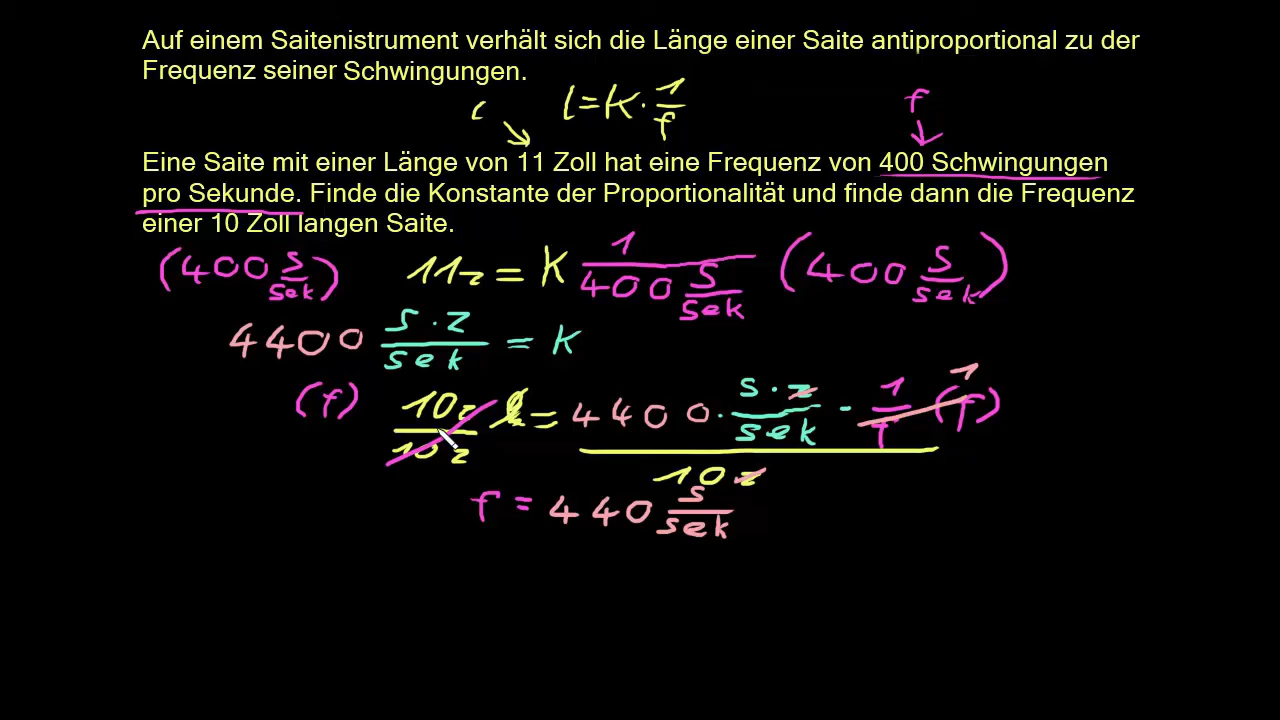 Auf einem Saitenistrument verhält sich die Länge einer Saite antiproportional zu der
Frequenz seiner Schwingungen.
l l = K · 1/f f
Eine Saite mit einer Länge von 11 Zoll hat eine Frequenz von 400 Schwingungen
pro Sekunde. Finde die Konstante der Proportionalität und finde dann die Frequenz
einer 10 Zoll langen Saite.
(400 S/sek) 11z = K 1/(400 S/sek) (400 S/sek)
4400 (S · z)/sek = K
(f) 10z/10z = 4400 · (S · z)/sek · 1/f (f) 1
10 z
f = 440 S/sek